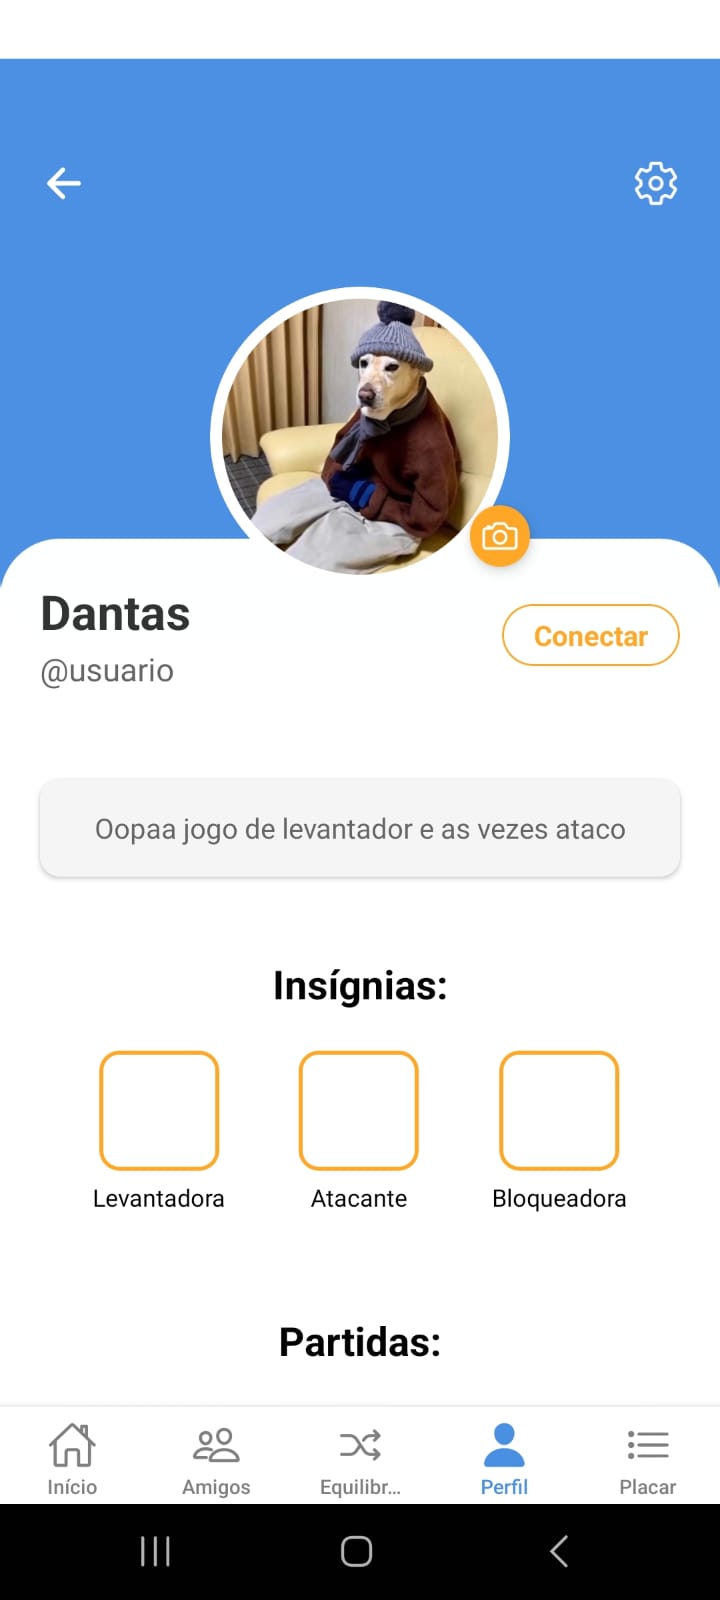 Dantas
@usuario
Conectar
Oopaa jogo de levantador e as vezes ataco
Insígnias:
Levantadora
Atacante
Bloqueadora
Partidas:
Início
Amigos
Equilibr...
Perfil
Placar